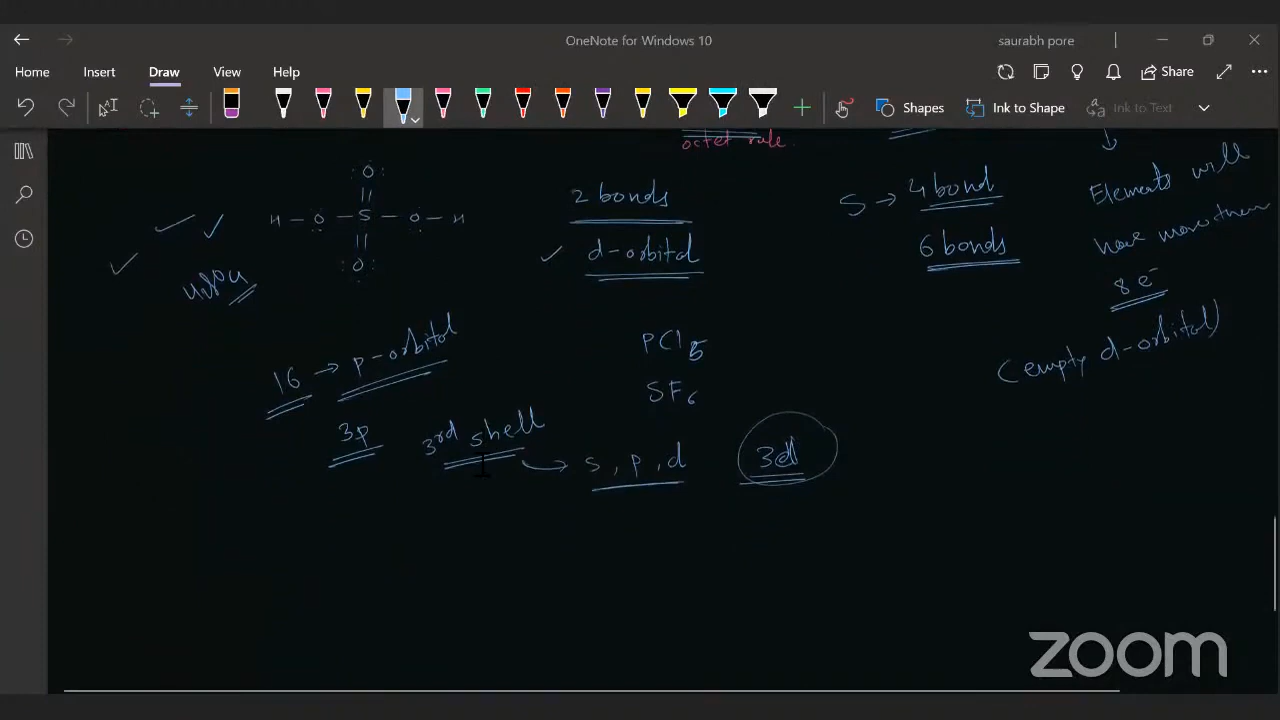 OneNote for Windows 10
saurabh pore
Home Insert Draw View Help
Share
Shapes
Ink to Shape
Ink to Text
octet rule.
O
||
H — O — S — O — H
||
O
2 bonds
d-orbital
S → 4 bond
6 bonds
Elements will
have more than
8 e⁻
(empty d-orbital)
PCl5
SF6
16 → p-orbital
3p
3rd shell → s, p, d
3d
zoom